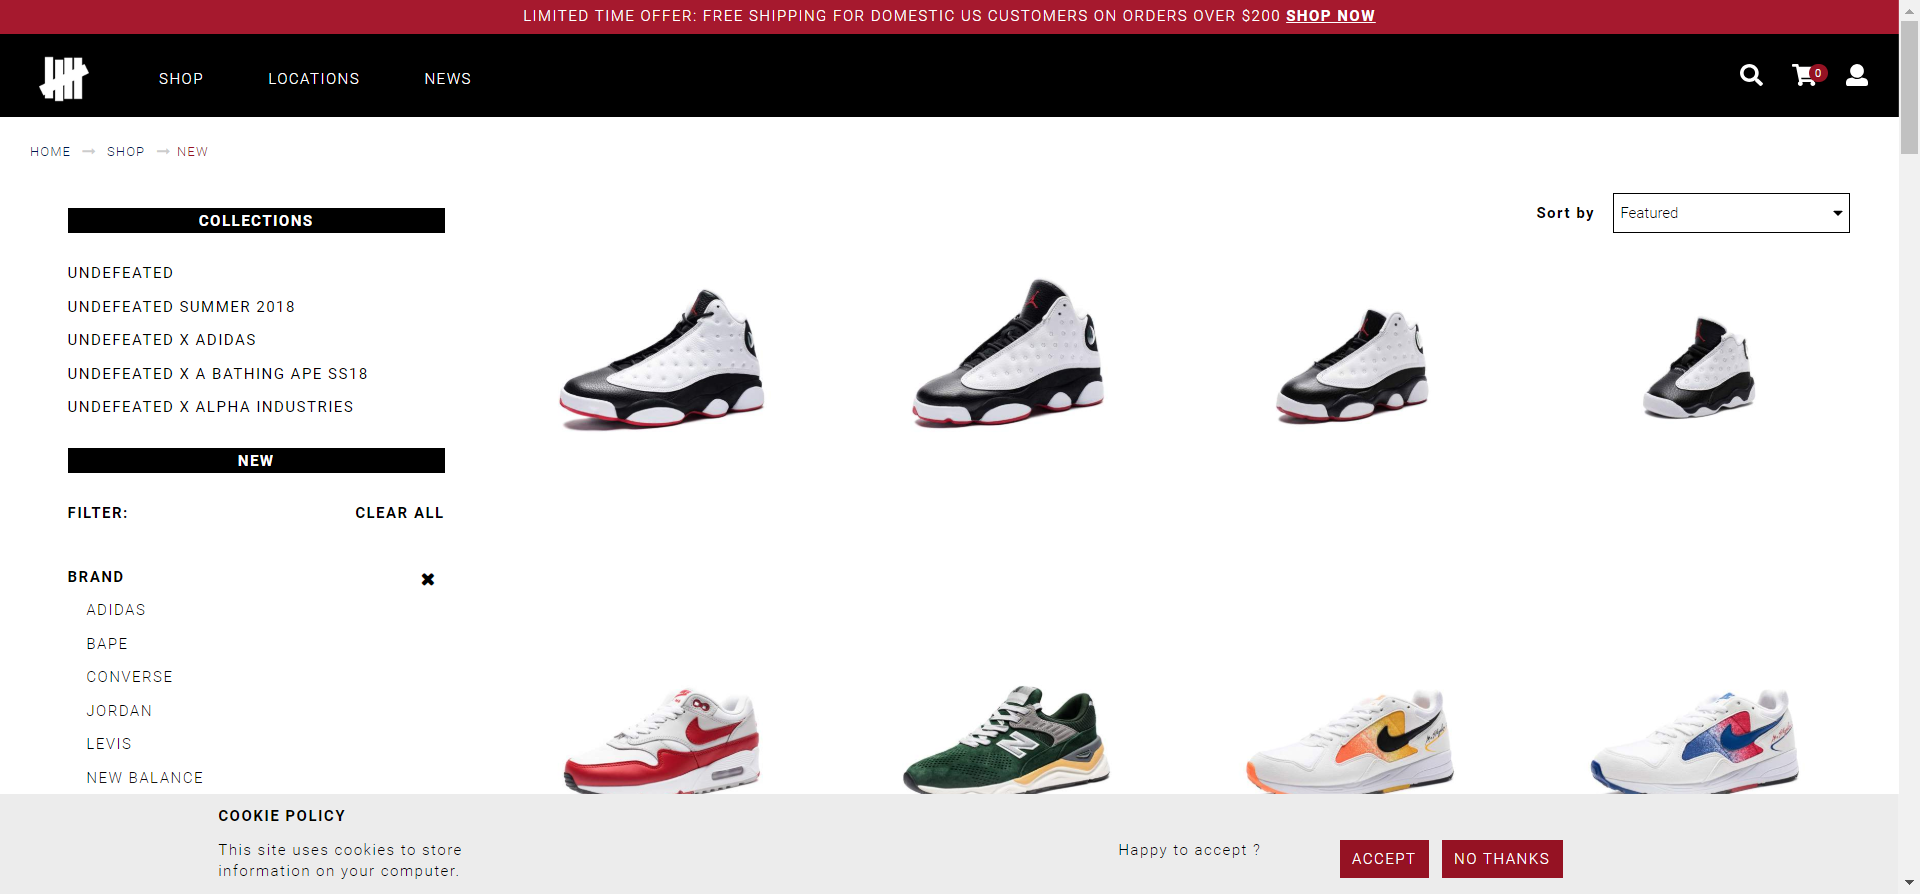 LIMITED TIME OFFER: FREE SHIPPING FOR DOMESTIC US CUSTOMERS ON ORDERS OVER $200 SHOP NOW
SHOP
LOCATIONS
NEWS
0
HOME
SHOP
NEW
COLLECTIONS
UNDEFEATED
UNDEFEATED SUMMER 2018
UNDEFEATED X ADIDAS
UNDEFEATED X A BATHING APE SS18
UNDEFEATED X ALPHA INDUSTRIES
NEW
FILTER:
CLEAR ALL
BRAND
ADIDAS
BAPE
CONVERSE
JORDAN
LEVIS
NEW BALANCE
Sort by
Featured
COOKIE POLICY
This site uses cookies to store
information on your computer.
Happy to accept ?
ACCEPT
NO THANKS